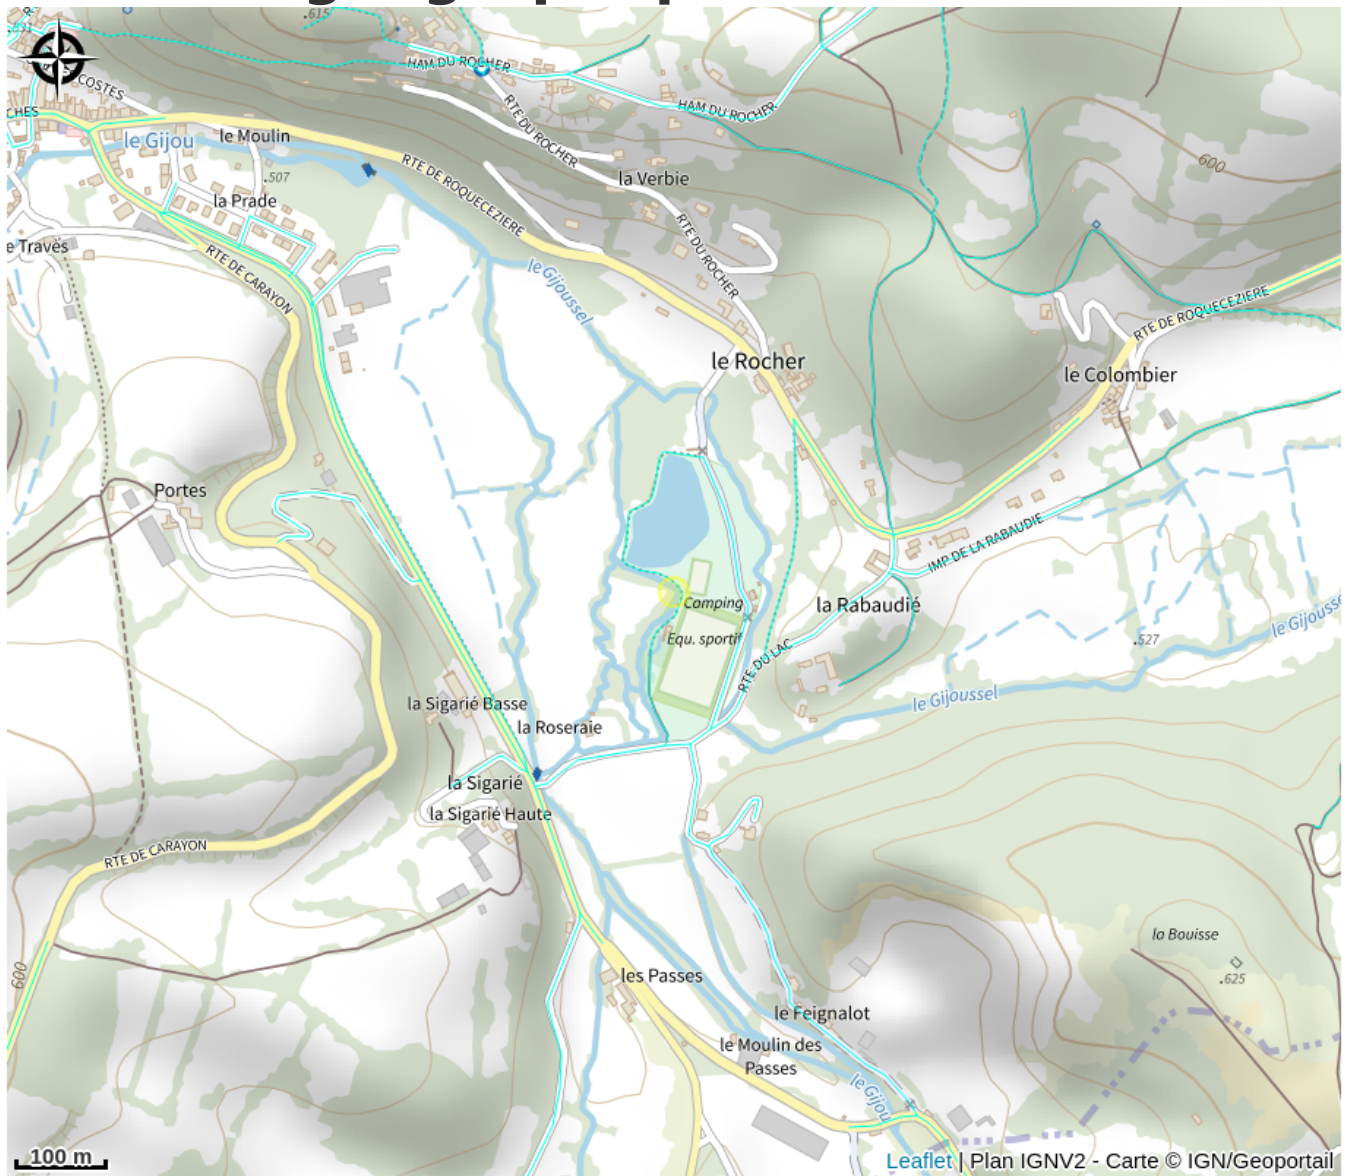 615
HAM DU ROCHER
COSTES
HAM DU ROCHER
CHES
le Moulin
le Gijou
RTE DU ROCHER
RTE DE ROQUECEZIERE
600
.507
la Verbie
la Prade
RTE DU ROCHER
e Travès
RTE DE CARAYON
le Gijoussel
RTE DE ROQUECEZIERE
le Rocher
le Colombier
Portes
IMP DE LA RABAUDIE
Camping
la Rabaudié
le Gijousse
Equ. sportif
.527
RTE DU LAC
le Gijoussel
la Sigarié Basse
la Roseraie
la Sigarié
la Sigarié Haute
RTE DE CARAYON
la Bouisse
600
les Passes
.625
le Feignalot
le Moulin des
Passes
le Gijou
100 m
Leaflet | Plan IGNV2 - Carte © IGN/Geoportail